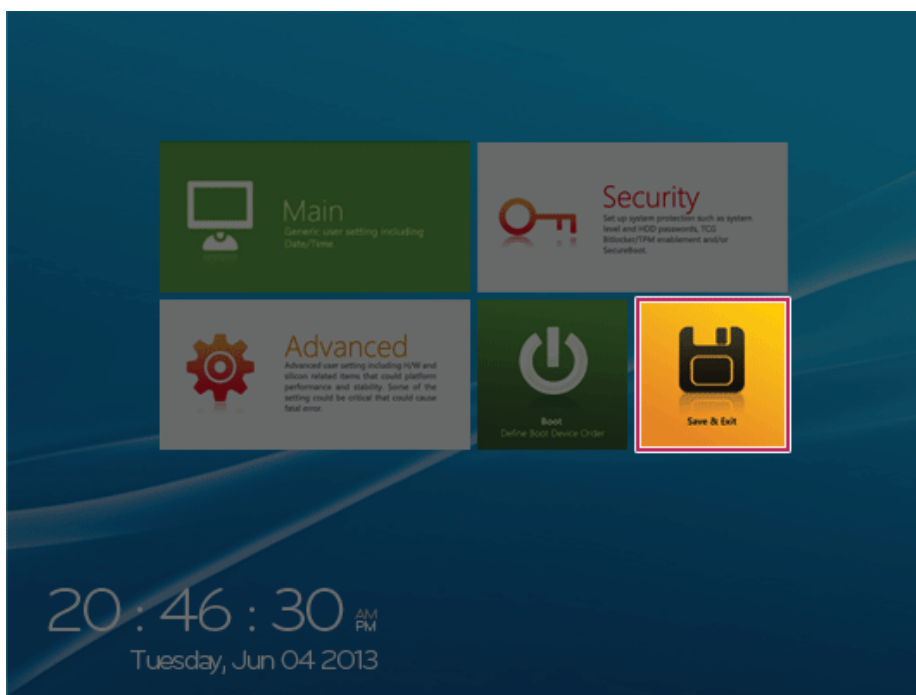 Main
Generic user setting including
Date/Time.
Security
Set up system protection such as system
level and HDD passwords, TCG
Bitlocker/TPM enablement and/or
SecureBoot.
Advanced
Advanced user setting including H/W and
silicon related items that could platform
performance and stability. Some of the
setting could be critical that could cause
fatal error.
Boot
Define Boot Device Order
Save & Exit
20 : 46 : 30 AM
PM
Tuesday, Jun 04 2013